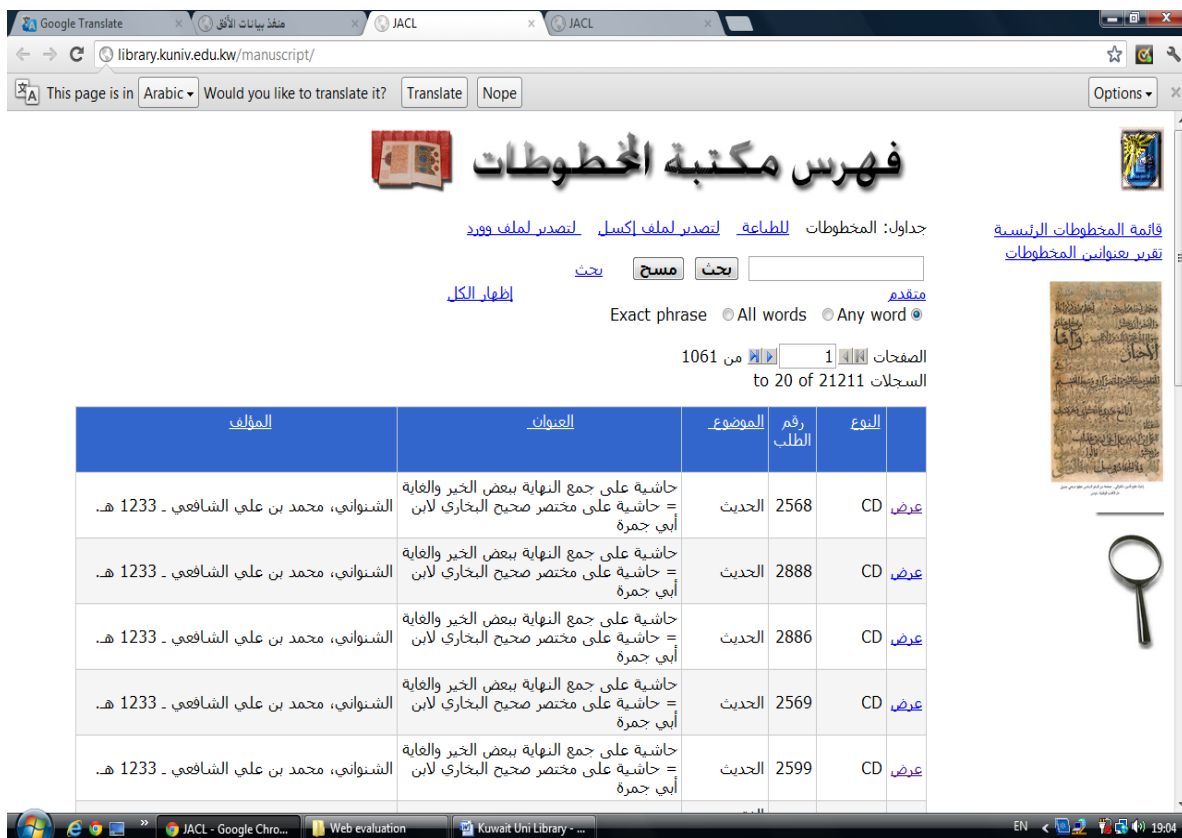 Google Translate
منفذ بيانات الأفق
JACL
JACL
library.kuniv.edu.kw/manuscript/
This page is in Arabic Would you like to translate it? Translate Nope Options
فهرس مكتبة المخطوطات
قائمة المخطوطات الرئيسية
تقرير بعنوانين المخطوطات
جداول: المخطوطات للطباعة لتصدير لملف إكسل لتصدير لملف وورد
بحث مسح بحث
متقدم إظهار الكل
Exact phrase All words Any word
الصفحات 1 من 1061
السجلات 1 to 20 of 21211
النوع رقم الموضوع العنوان المؤلف
الطلب
حاشية على جمع النهاية ببعض الخير والغاية
عرض CD 2568 الحديث = حاشية على مختصر صحيح البخاري لابن الشنواني، محمد بن علي الشافعي ـ 1233 هـ.
أبي جمرة
حاشية على جمع النهاية ببعض الخير والغاية
عرض CD 2888 الحديث = حاشية على مختصر صحيح البخاري لابن الشنواني، محمد بن علي الشافعي ـ 1233 هـ.
أبي جمرة
حاشية على جمع النهاية ببعض الخير والغاية
عرض CD 2886 الحديث = حاشية على مختصر صحيح البخاري لابن الشنواني، محمد بن علي الشافعي ـ 1233 هـ.
أبي جمرة
حاشية على جمع النهاية ببعض الخير والغاية
عرض CD 2569 الحديث = حاشية على مختصر صحيح البخاري لابن الشنواني، محمد بن علي الشافعي ـ 1233 هـ.
أبي جمرة
حاشية على جمع النهاية ببعض الخير والغاية
عرض CD 2599 الحديث = حاشية على مختصر صحيح البخاري لابن الشنواني، محمد بن علي الشافعي ـ 1233 هـ.
أبي جمرة
JACL - Google Chro... Web evaluation Kuwait Uni Library - ... EN 19:04